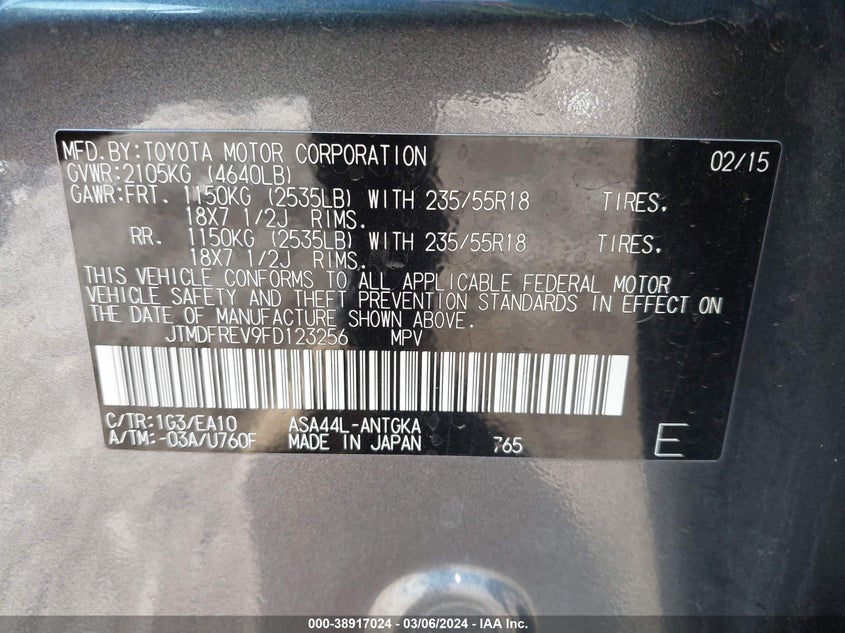 MFD.BY:TOYOTA MOTOR CORPORATION 02/15
GVWR:2105KG (4640LB)
GAWR:FRT. 1150KG (2535LB) WITH 235/55R18 TIRES.
18X7 1/2J RIMS.
RR. 1150KG (2535LB) WITH 235/55R18 TIRES.
18X7 1/2J RIMS.
THIS VEHICLE CONFORMS TO ALL APPLICABLE FEDERAL MOTOR
VEHICLE SAFETY AND THEFT PREVENTION STANDARDS IN EFFECT ON
THE DATE OF MANUFACTURE SHOWN ABOVE.
JTMDFREV9FD123256 MPV
C/TR:1G3/EA10 ASA44L-ANTGKA
A/TM:-03A/U760F MADE IN JAPAN 765 E
000-38917024 - 03/06/2024 - IAA Inc.